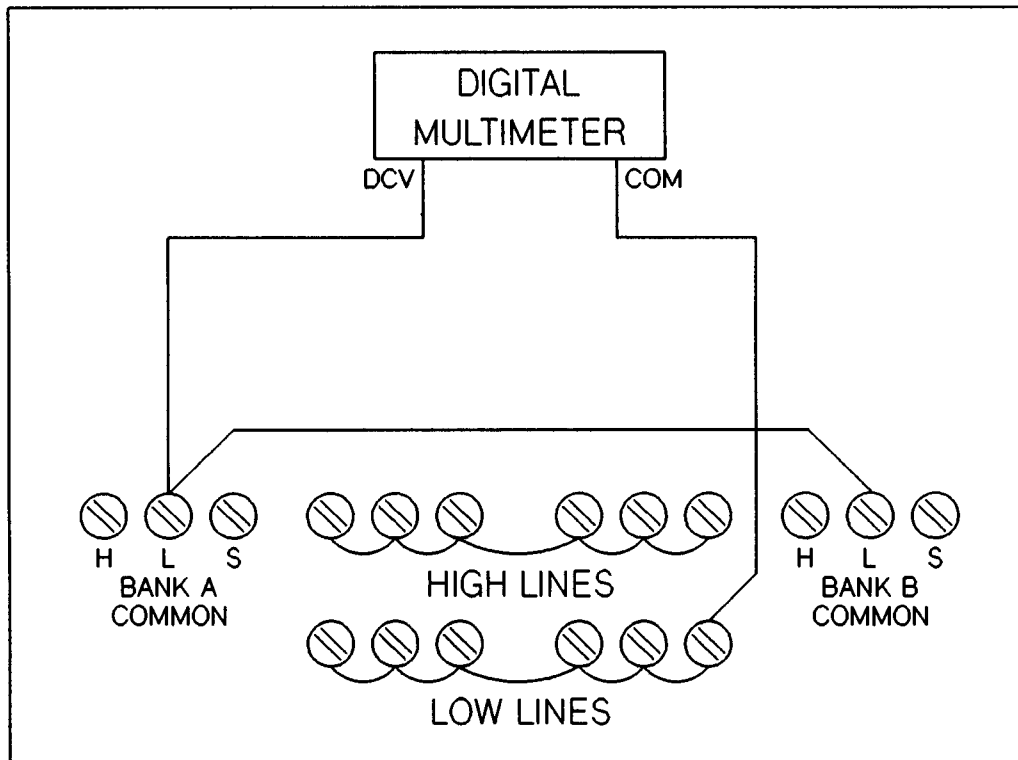 DIGITAL
MULTIMETER
DCV
COM
H L S
BANK A
COMMON
HIGH LINES
H L S
BANK B
COMMON
LOW LINES